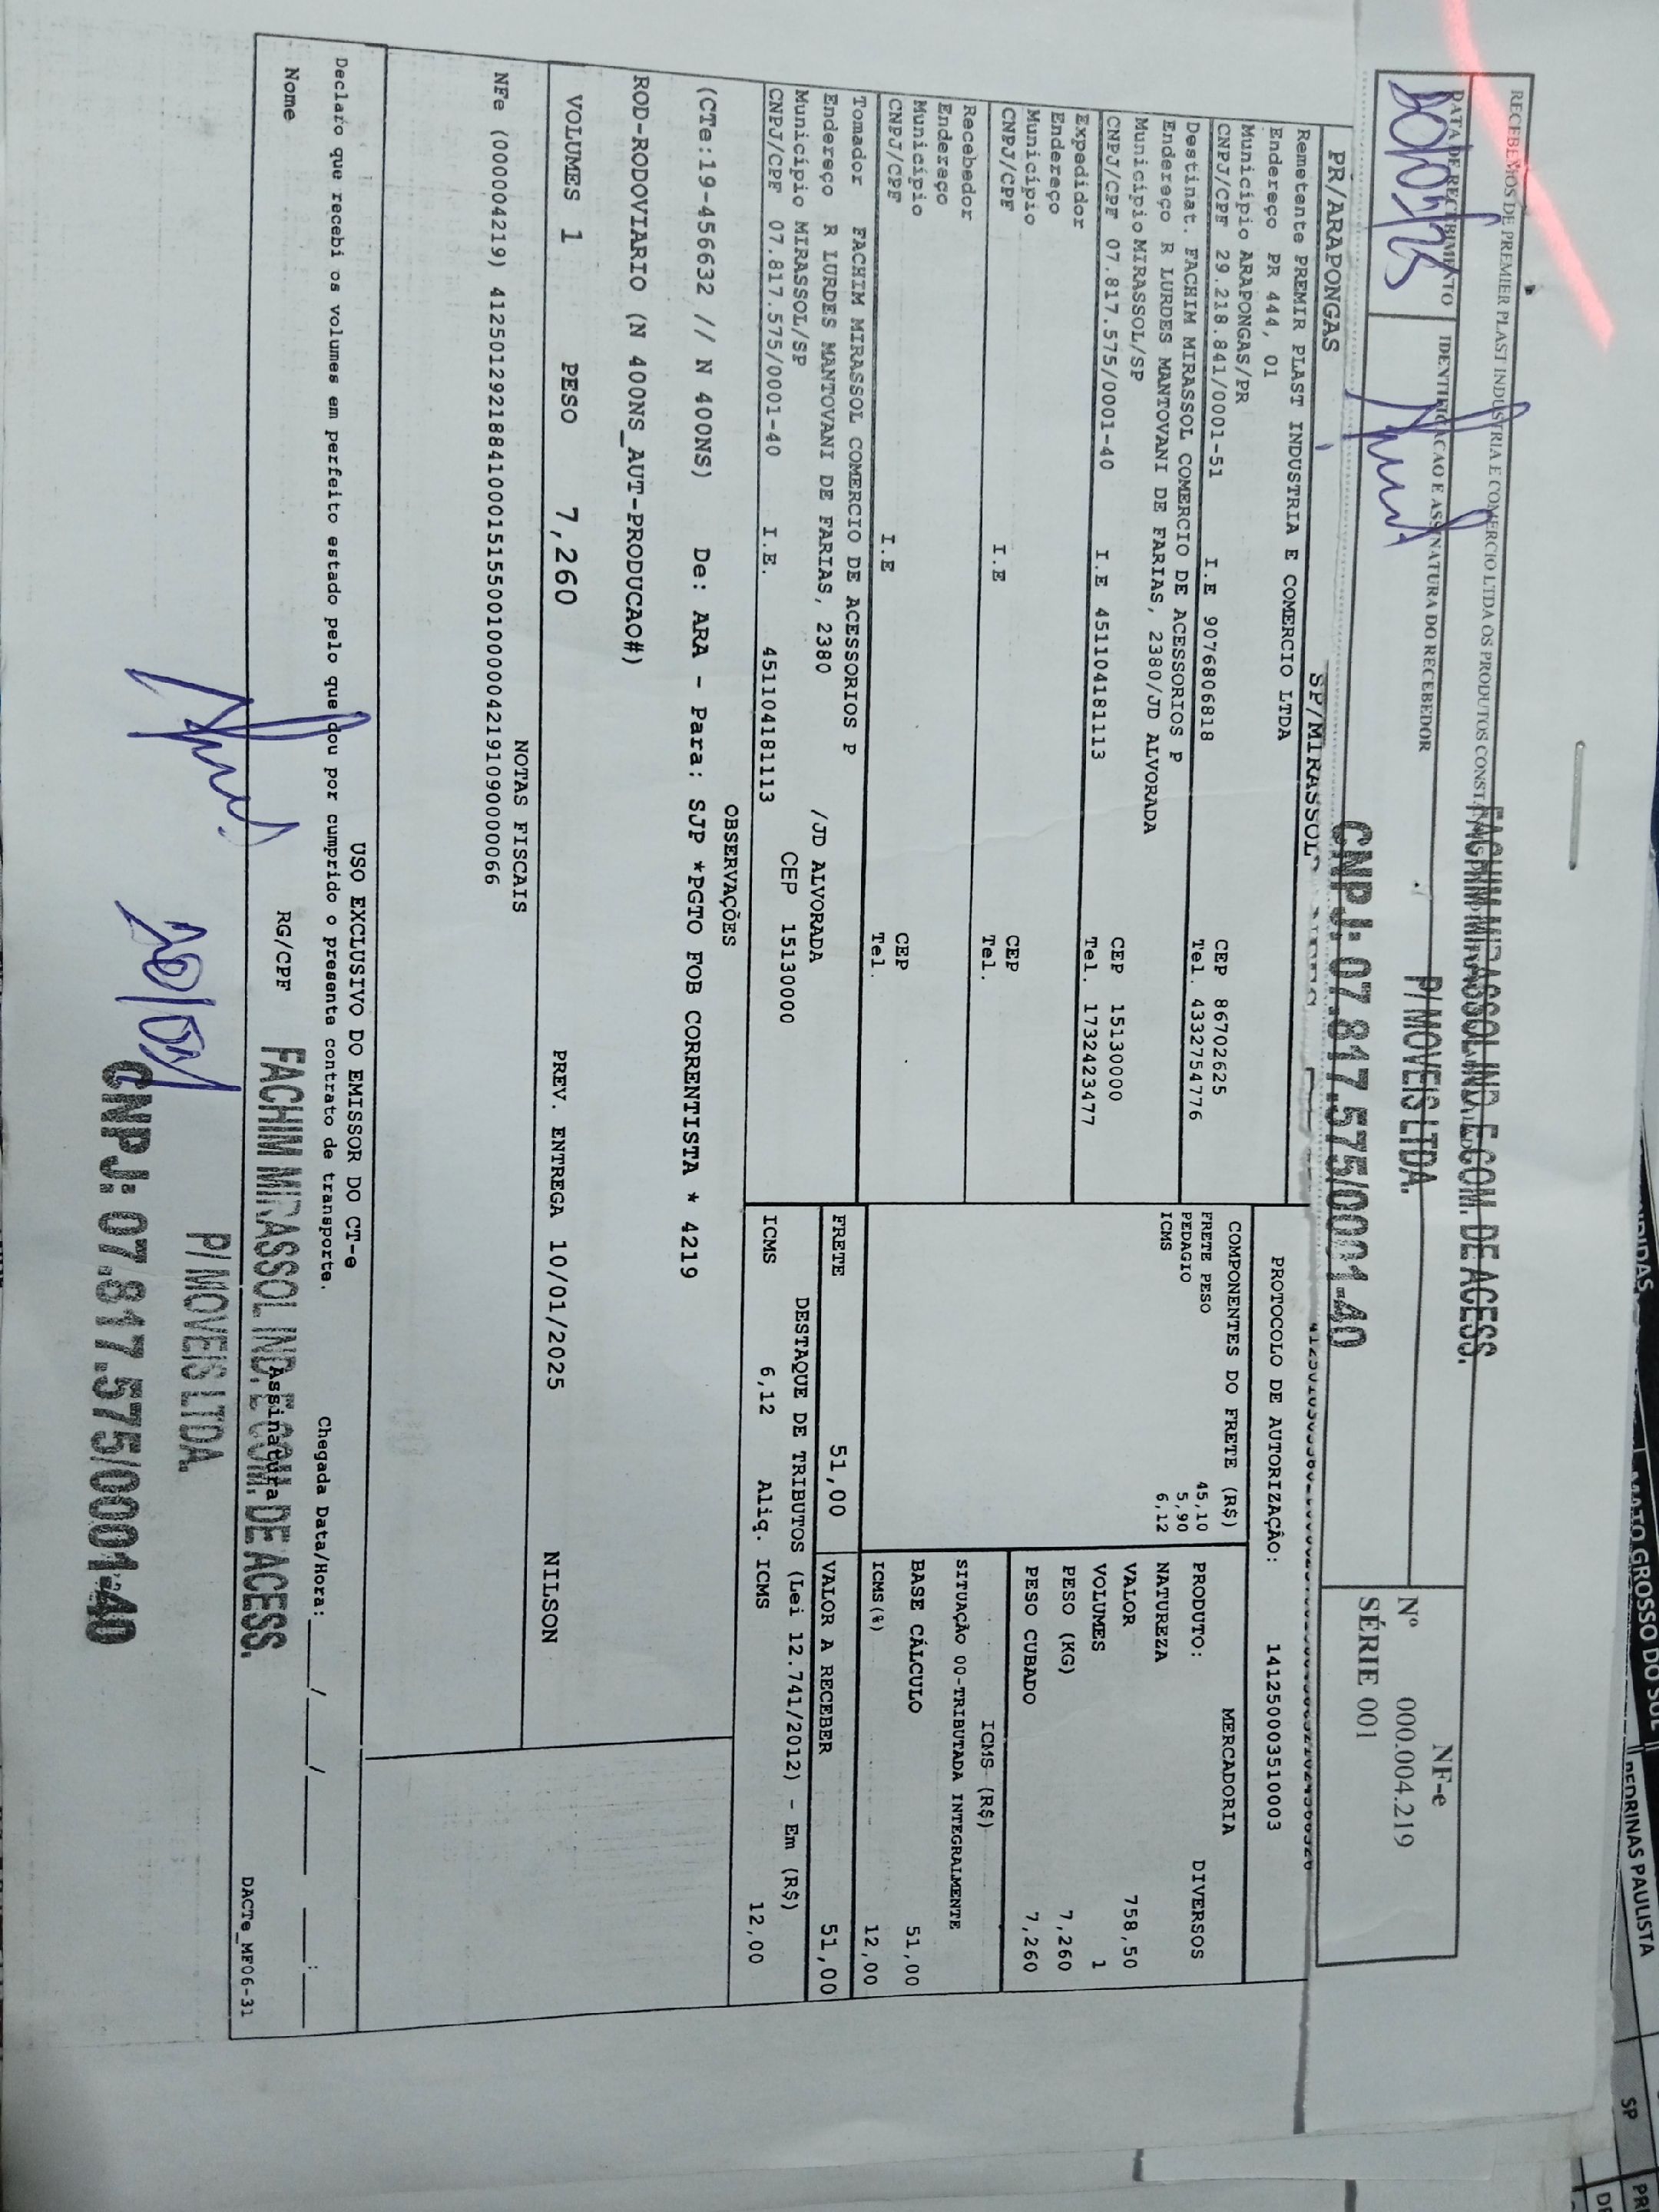 RECEBEMOS DE PREMIER PLAST INDUSTRIA E COMERCIO LTDA OS PRODUTOS
DATA DE RECEBIMENTO
IDENTIFICACAO E ASSINATURA DO RECEBEDOR
FACHIM MIRASSOL IND. E COM. DE ACESS.
P/ MOVEIS LTDA.
CNPJ: 07.817.575/0001-40
NF-e
Nº 000.004.219
SÉRIE 001
PR/ARAPONGAS SP/MIRASSOL
PROTOCOLO DE AUTORIZAÇÃO: 141250003510003
Remetente PREMIR PLAST INDUSTRIA E COMERCIO LTDA
Endereço PR 444, 01
Município ARAPONGAS/PR CEP 86702625
CNPJ/CPF 29.218.841/0001-51 I.E 9076806818 Tel. 4332754776
Destinat. FACHIM MIRASSOL COMERCIO DE ACESSORIOS P
Endereço R LURDES MANTOVANI DE FARIAS, 2380/JD ALVORADA
Município MIRASSOL/SP CEP 15130000
CNPJ/CPF 07.817.575/0001-40 I.E 451104181113 Tel. 1732423477
Expedidor
Endereço
Município CEP
CNPJ/CPF I.E Tel.
Recebedor
Endereço
Município CEP
CNPJ/CPF I.E Tel.
Tomador FACHIM MIRASSOL COMERCIO DE ACESSORIOS P
Endereço R LURDES MANTOVANI DE FARIAS, 2380 /JD ALVORADA
Município MIRASSOL/SP CEP 15130000
CNPJ/CPF 07.817.575/0001-40 I.E. 451104181113
COMPONENTES DO FRETE (R$)
FRETE PESO 45,10
PEDAGIO 5,90
ICMS 6,12
MERCADORIA
PRODUTO: DIVERSOS
NATUREZA
VALOR 758,50
VOLUMES 1
PESO (KG) 7,260
PESO CUBADO 7,260
ICMS (R$)
SITUAÇÃO 00-TRIBUTADA INTEGRALMENTE
BASE CÁLCULO 51,00
ICMS(%) 12,00
FRETE 51,00 VALOR A RECEBER 51,00
DESTAQUE DE TRIBUTOS (Lei 12.741/2012) - Em (R$)
ICMS 6,12 Aliq. ICMS 12,00
OBSERVAÇÕES
(CTe:19-456632 // N 400NS) De: ARA - Para: SJP *PGTO FOB CORRENTISTA * 4219
ROD-RODOVIARIO (N 400NS_AUT-PRODUCAO#)
VOLUMES 1 PESO 7,260 PREV. ENTREGA 10/01/2025 NILSON
NOTAS FISCAIS
NFe (000004219) 41250129218841000151550010000042191090000066
USO EXCLUSIVO DO EMISSOR DO CT-e
Declaro que recebi os volumes em perfeito estado pelo que dou por cumprido o presente contrato de transporte. Chegada Data/Hora: ____/____/____ ____:____
Nome RG/CPF Assinatura
DACTe_MF06-31
FACHIM MIRASSOL IND. E COM. DE ACESS.
P/ MOVEIS LTDA.
CNPJ: 07.817.575/0001-40
MATO GROSSO DO SUL
PEDRINAS PAULISTA
SP